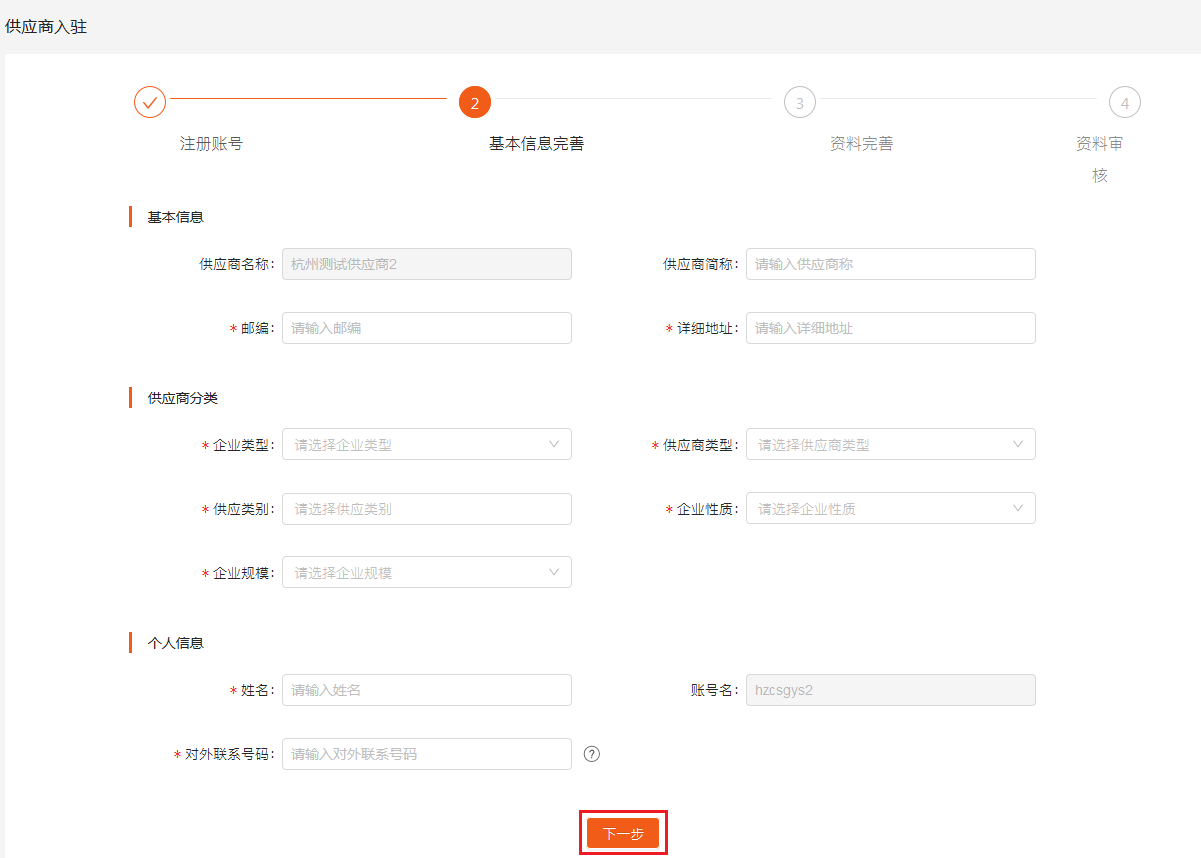 供应商入驻
2
3
4
注册账号
基本信息完善
资料完善
资料审
核
基本信息
供应商名称: 杭州测试供应商2
供应商简称: 请输入供应商称
* 邮编: 请输入邮编
* 详细地址: 请输入详细地址
供应商分类
* 企业类型: 请选择企业类型
* 供应商类型: 请选择供应商类型
* 供应类别: 请选择供应类别
* 企业性质: 请选择企业性质
* 企业规模: 请选择企业规模
个人信息
* 姓名: 请输入姓名
账号名: hzcsgys2
* 对外联系号码: 请输入对外联系号码 ?
下一步